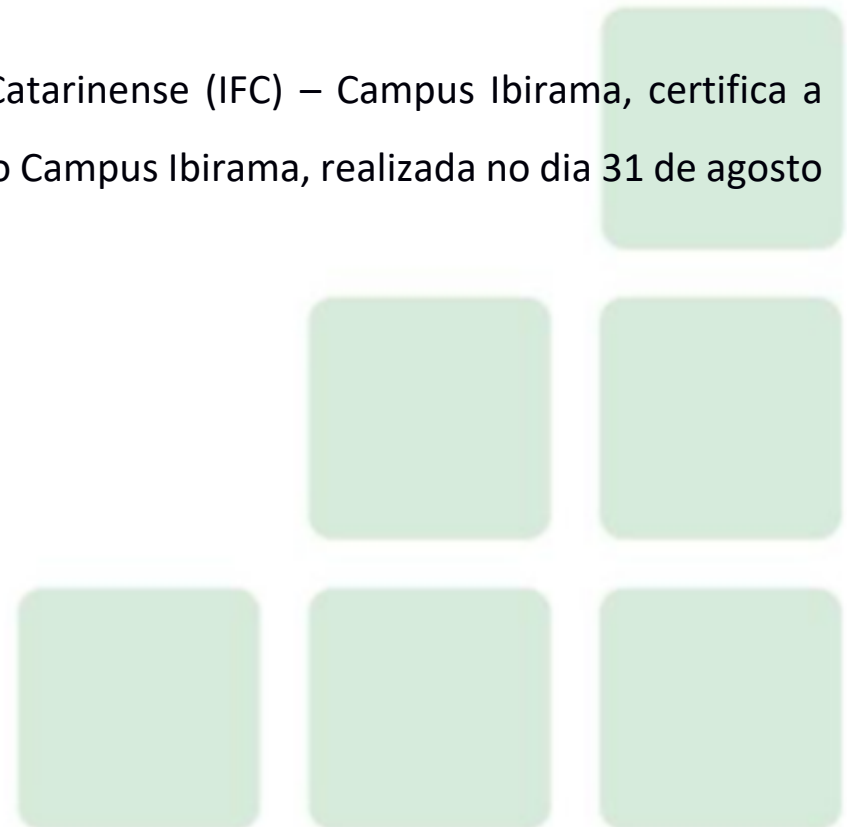 Catarinense (IFC) – Campus Ibirama, certifica a
o Campus Ibirama, realizada no dia 31 de agosto